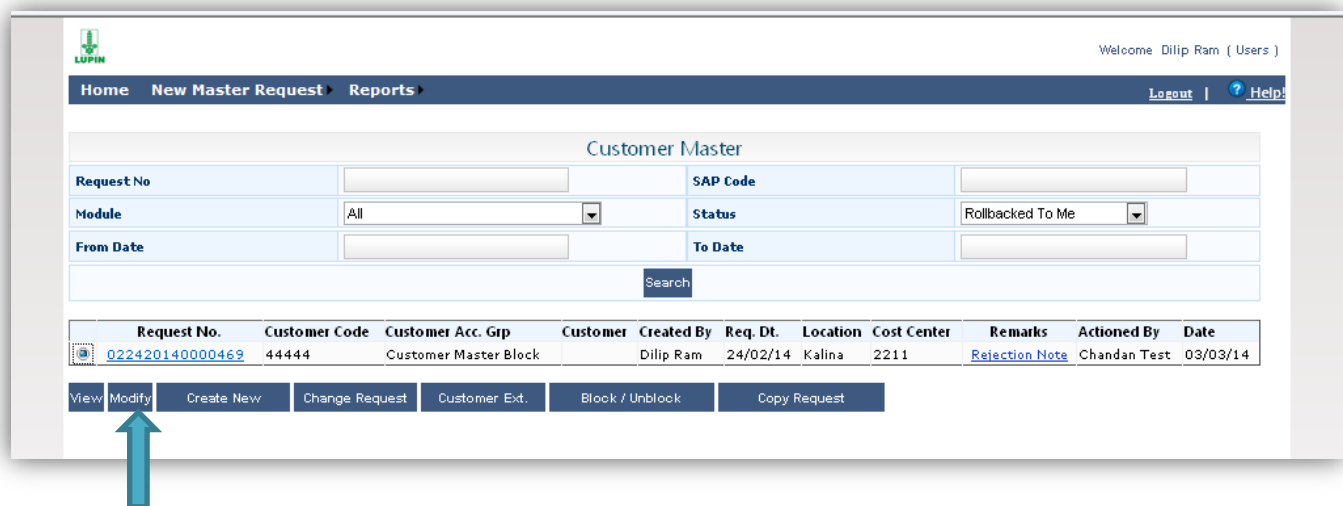 LUPIN
Welcome Dilip Ram ( Users )
Home New Master Request Reports Logout | ? Help!
Customer Master
Request No SAP Code
Module All Status Rollbacked To Me
From Date To Date
Search
Request No. Customer Code Customer Acc. Grp Customer Created By Req. Dt. Location Cost Center Remarks Actioned By Date
022420140000469 44444 Customer Master Block Dilip Ram 24/02/14 Kalina 2211 Rejection Note Chandan Test 03/03/14
View Modify Create New Change Request Customer Ext. Block / Unblock Copy Request